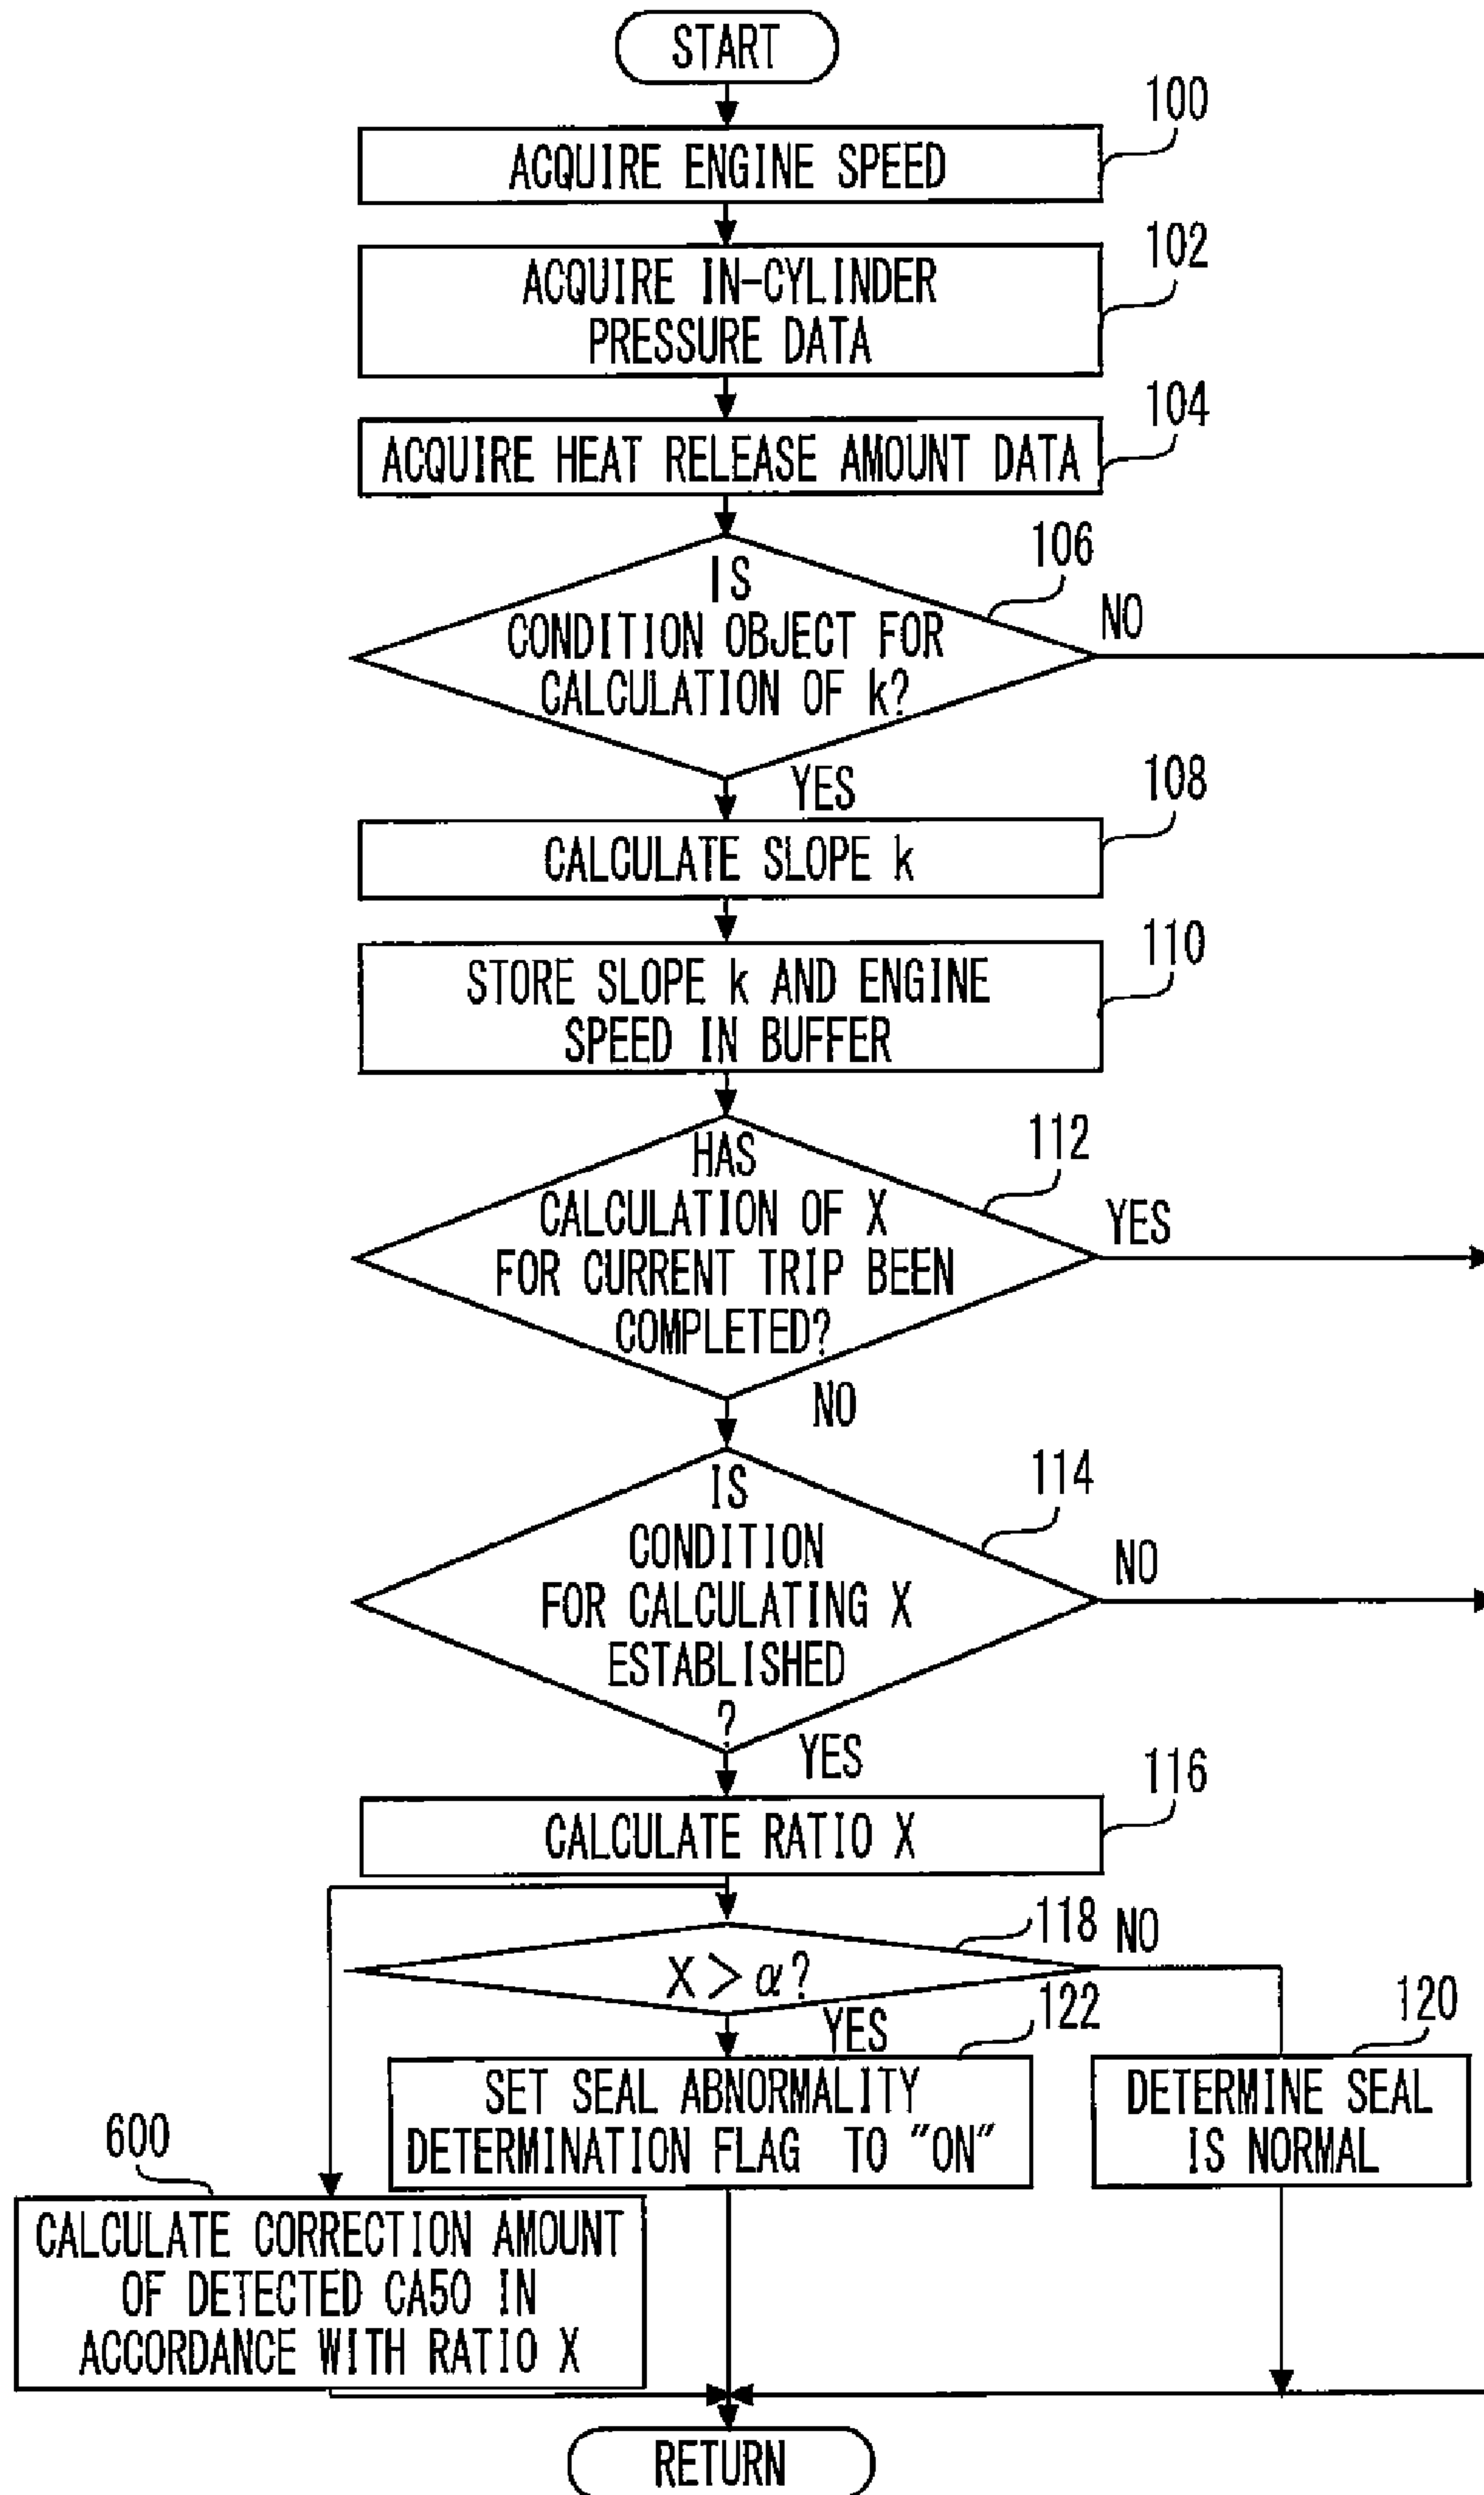 START
100
ACQUIRE ENGINE SPEED
102
ACQUIRE IN-CYLINDER
PRESSURE DATA
104
ACQUIRE HEAT RELEASE AMOUNT DATA
106
IS
CONDITION OBJECT FOR
CALCULATION OF k?
NO
YES
108
CALCULATE SLOPE k
110
STORE SLOPE k AND ENGINE
SPEED IN BUFFER
112
HAS
CALCULATION OF X
FOR CURRENT TRIP BEEN
COMPLETED?
YES
NO
114
IS
CONDITION
FOR CALCULATING X
ESTABLISHED
?
NO
YES
116
CALCULATE RATIO X
118
NO
X > α?
YES
122
120
SET SEAL ABNORMALITY
DETERMINATION FLAG TO "ON"
DETERMINE SEAL
IS NORMAL
600
CALCULATE CORRECTION AMOUNT
OF DETECTED CA50 IN
ACCORDANCE WITH RATIO X
RETURN